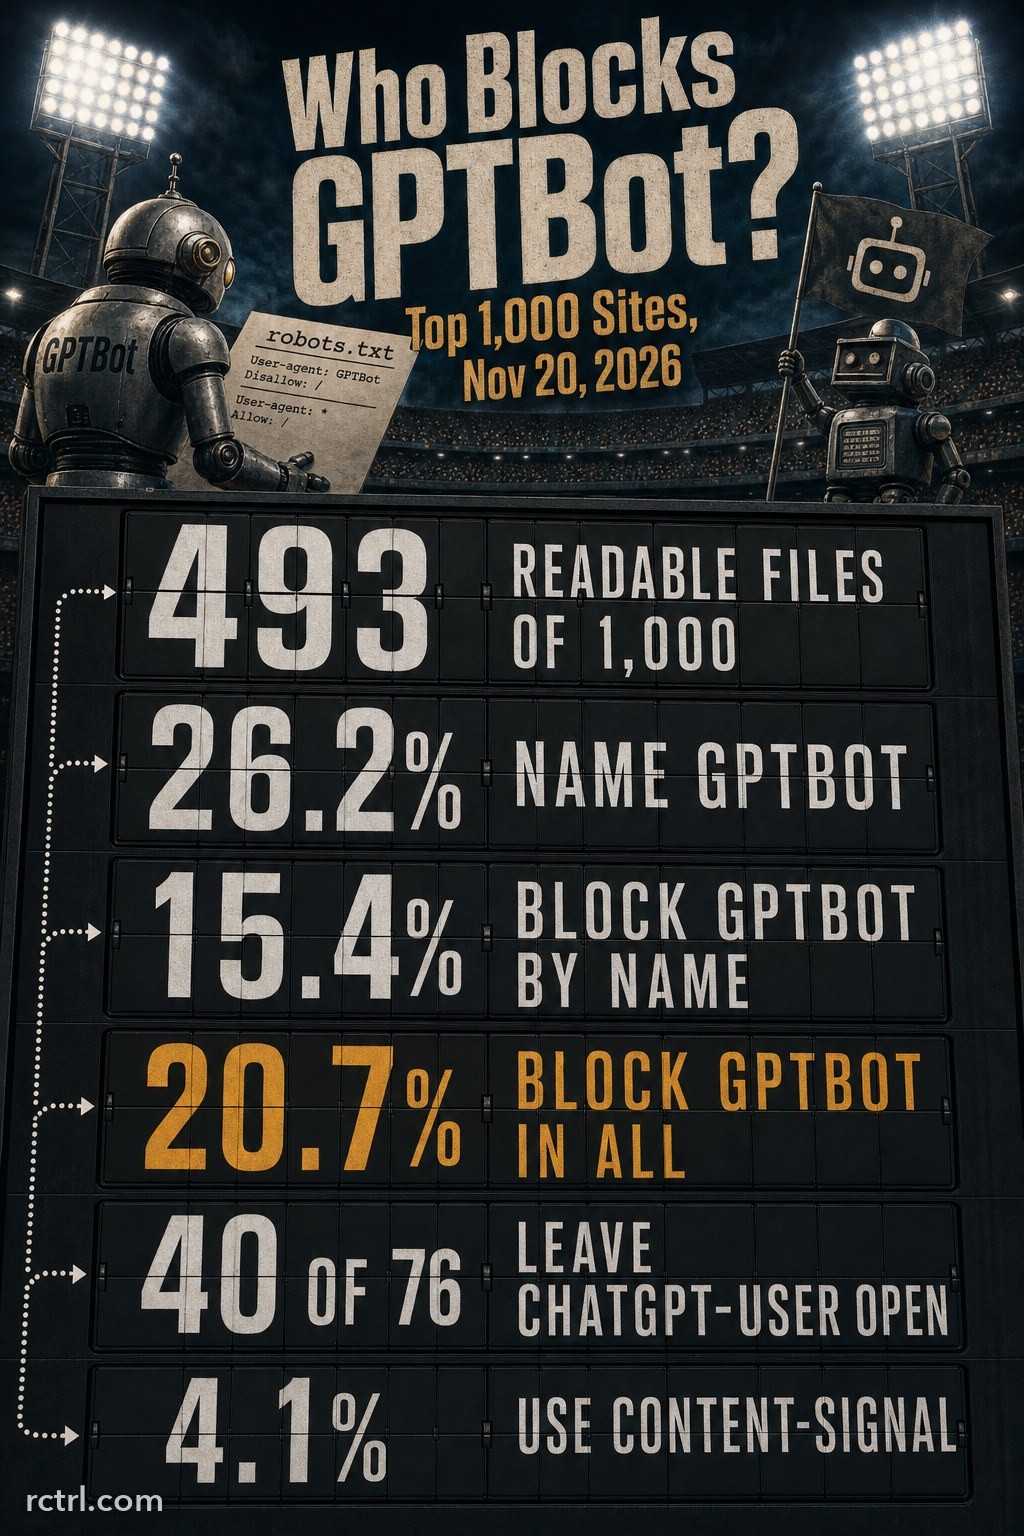 Who Blocks
GPTBot?
Top 1,000 Sites,
Nov 20, 2026
GPTBot
robots.txt
User-agent: GPTBot
Disallow: /
User-agent: *
Allow: /
493
READABLE FILES
OF 1,000
26.2%
NAME GPTBOT
15.4%
BLOCK GPTBOT
BY NAME
20.7%
BLOCK GPTBOT
IN ALL
40 OF 76
LEAVE
CHATGPT-USER OPEN
4.1%
USE CONTENT-SIGNAL
rctrl.com